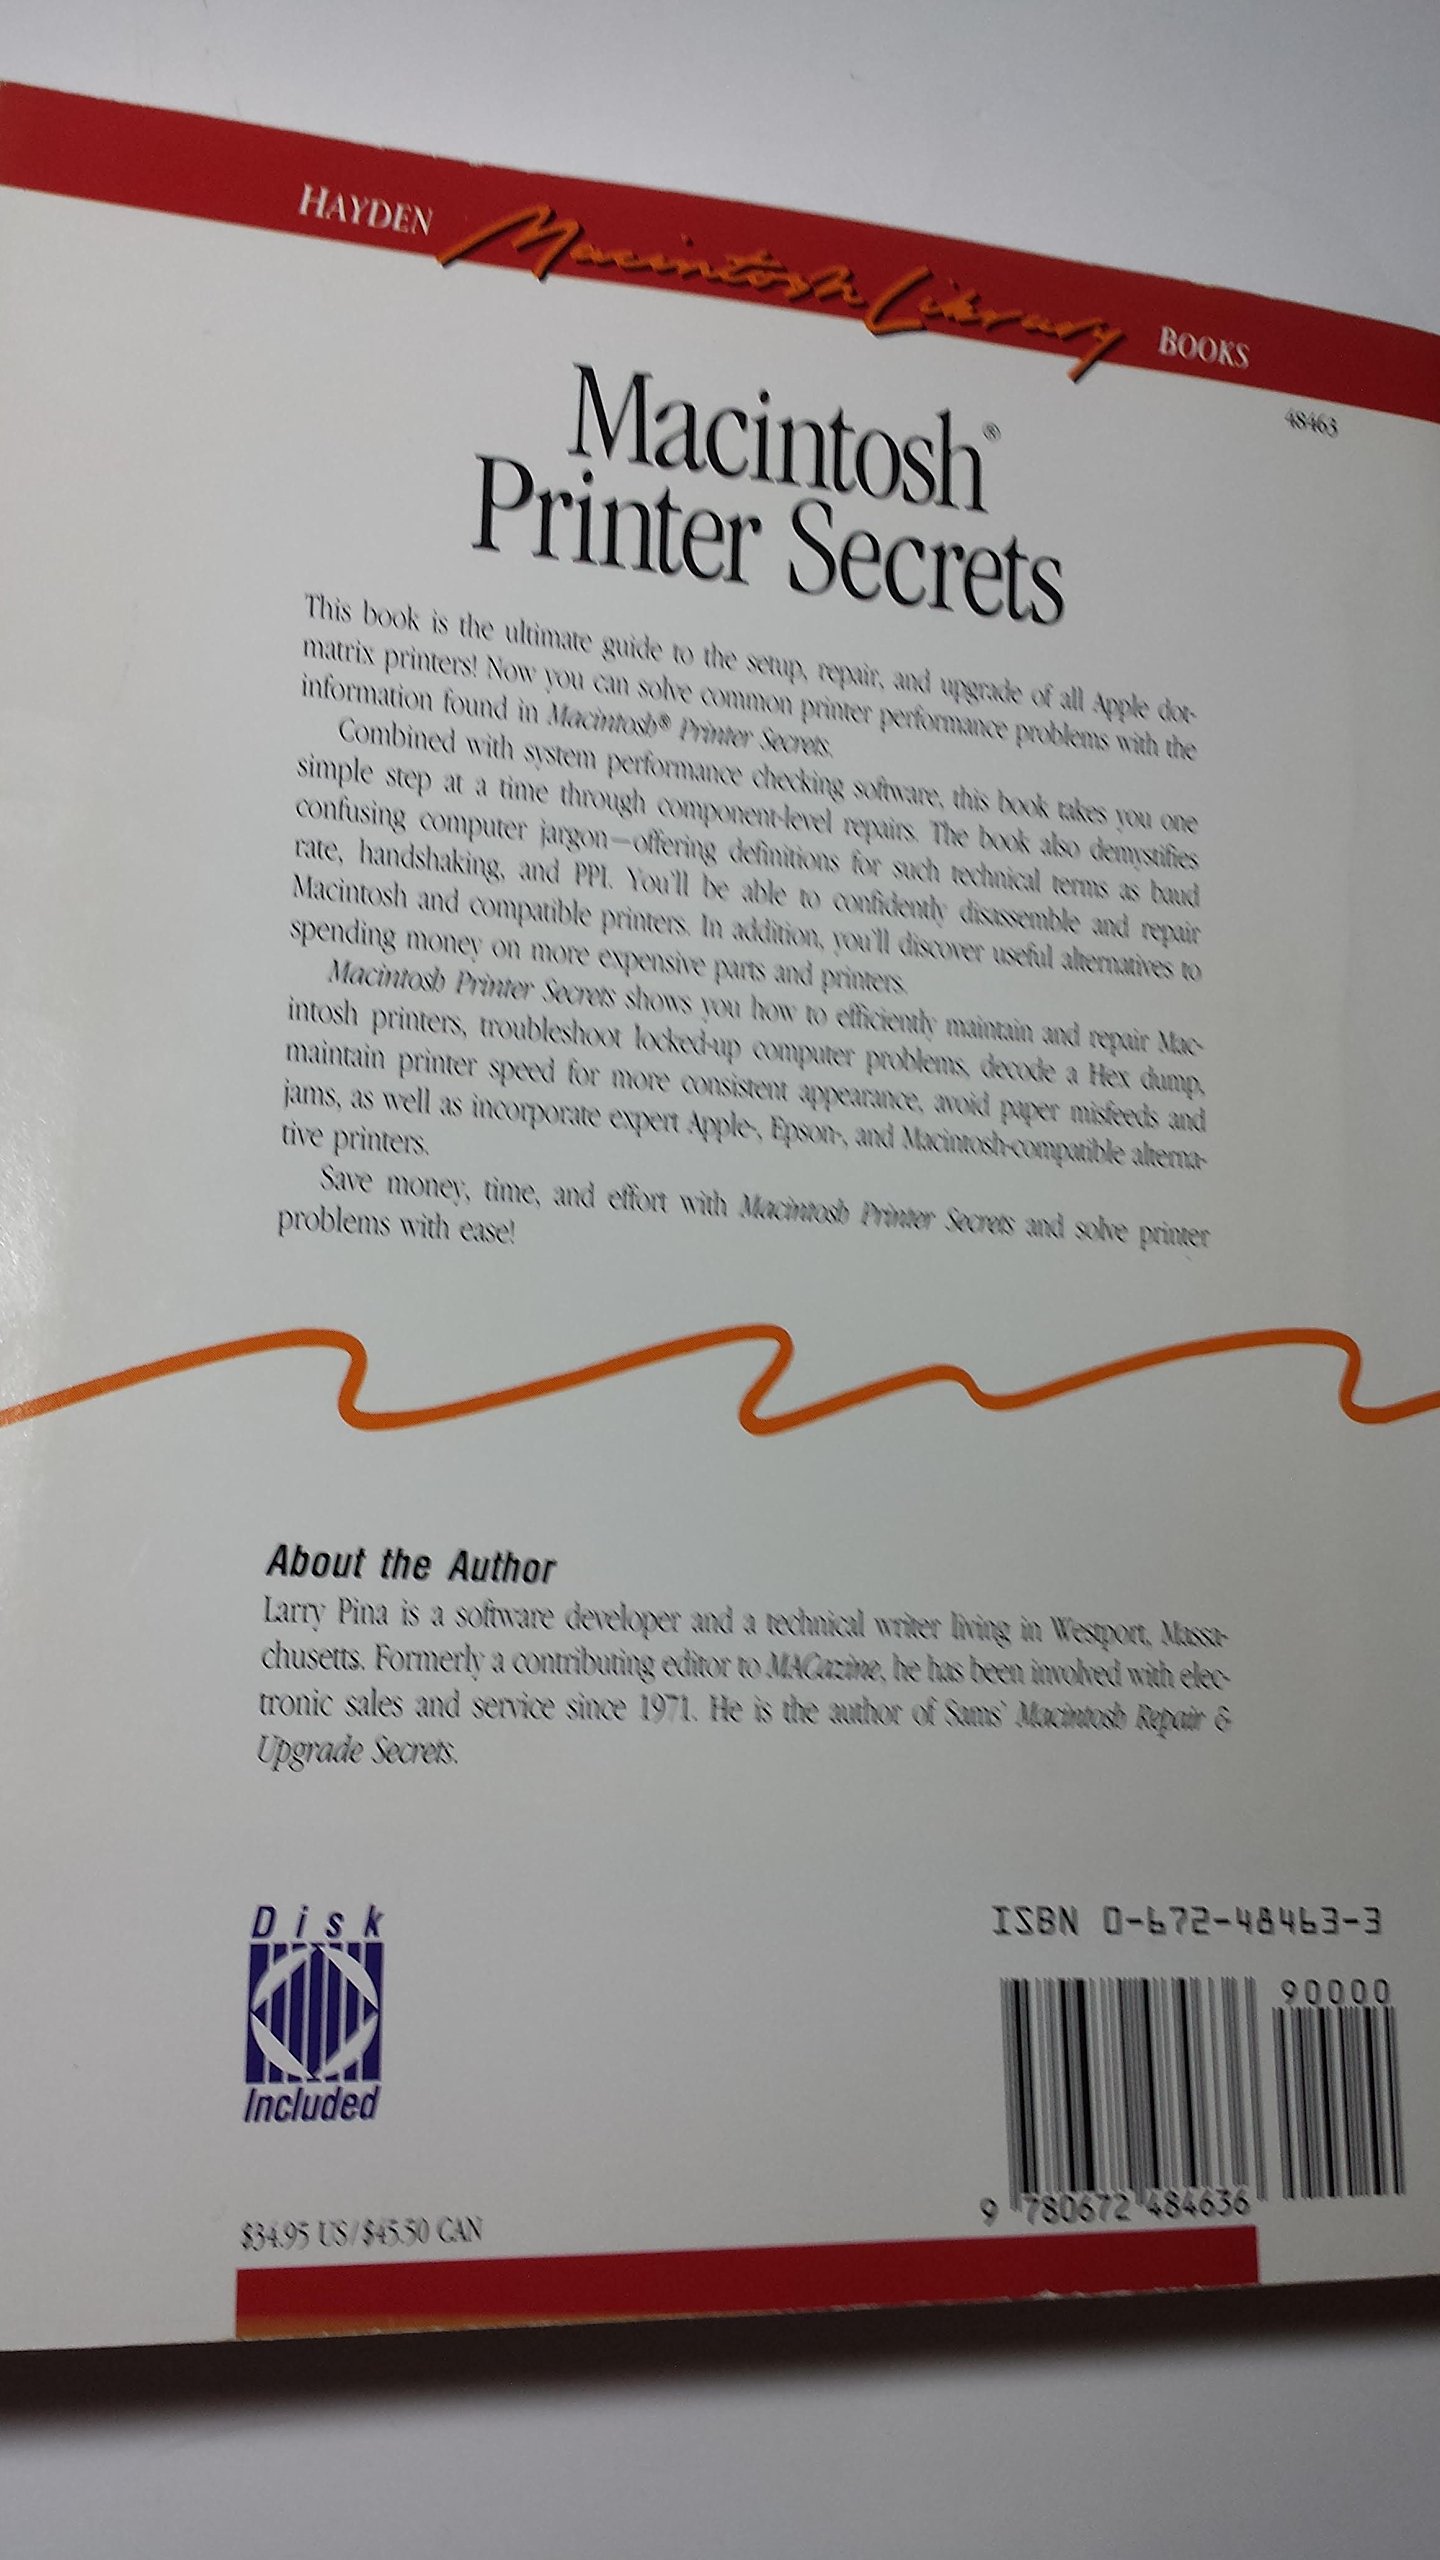 HAYDEN Macintosh Library BOOKS
48463
Macintosh®
Printer Secrets
This book is the ultimate guide to the setup, repair, and upgrade of all Apple dot-
matrix printers! Now you can solve common printer performance problems with the
information found in Macintosh® Printer Secrets.
Combined with system performance checking software, this book takes you one
simple step at a time through component-level repairs. The book also demystifies
confusing computer jargon—offering definitions for such technical terms as baud
rate, handshaking, and PPI. You'll be able to confidently disassemble and repair
Macintosh and compatible printers. In addition, you'll discover useful alternatives to
spending money on more expensive parts and printers.
Macintosh Printer Secrets shows you how to efficiently maintain and repair Mac-
intosh printers, troubleshoot locked-up computer problems, decode a Hex dump,
maintain printer speed for more consistent appearance, avoid paper misfeeds and
jams, as well as incorporate expert Apple-, Epson-, and Macintosh-compatible alterna-
tive printers.
Save money, time, and effort with Macintosh Printer Secrets and solve printer
problems with ease!
About the Author
Larry Pina is a software developer and a technical writer living in Westport, Massa-
chusetts. Formerly a contributing editor to MACazine, he has been involved with elec-
tronic sales and service since 1971. He is the author of Sams' Macintosh Repair &
Upgrade Secrets.
Disk
Included
ISBN 0-672-48463-3
90000
9 780672 484636
$34.95 US/$45.50 CAN